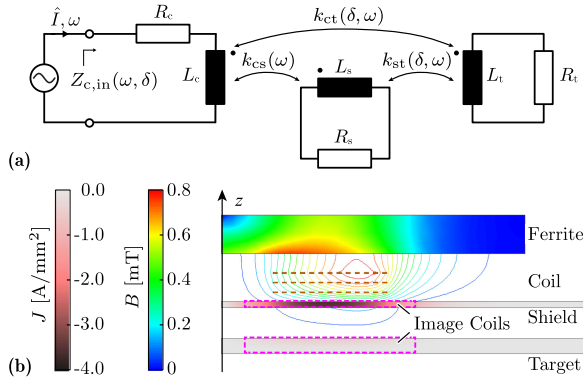 Î, ω
R_c
k_ct(δ, ω)
Z_c,in(ω, δ)
L_c
k_cs(ω)
L_s
k_st(δ, ω)
L_t
R_t
R_s
(a)
J [A/mm²]
0.0
-1.0
-2.0
-3.0
-4.0
B [mT]
0.8
0.6
0.4
0.2
0
z
Ferrite
Coil
Shield
Image Coils
Target
(b)